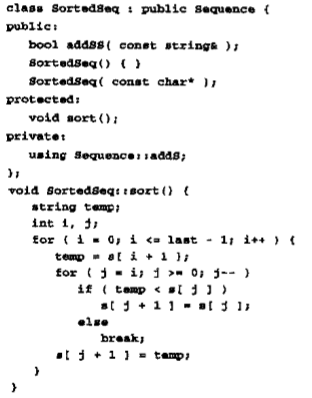 class SortedSeq : public Sequence {
public:
bool addSS( const string& );
SortedSeq() { }
SortedSeq( const char* );
protected:
void sort();
private:
using Sequence::addS;
};
void SortedSeq::sort() {
string temp;
int i, j;
for ( i = 0; i <= last - 1; i++ ) {
temp = s[ i + 1 ];
for ( j = i; j >= 0; j-- )
if ( temp < s[ j ] )
s[ j + 1 ] = s[ j ];
else
break;
s[ j + 1 ] = temp;
}
}